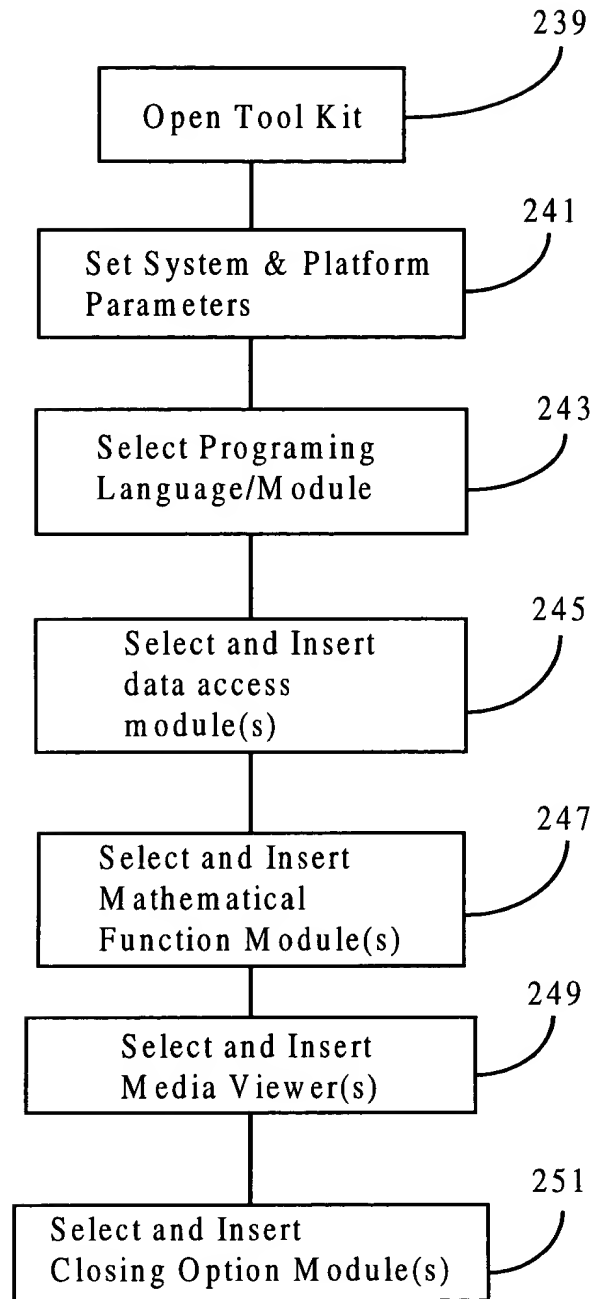 239
Open Tool Kit
241
Set System & Platform
Parameters
243
Select Programing
Language/Module
245
Select and Insert
data access
module(s)
247
Select and Insert
Mathematical
Function Module(s)
249
Select and Insert
Media Viewer(s)
251
Select and Insert
Closing Option Module(s)